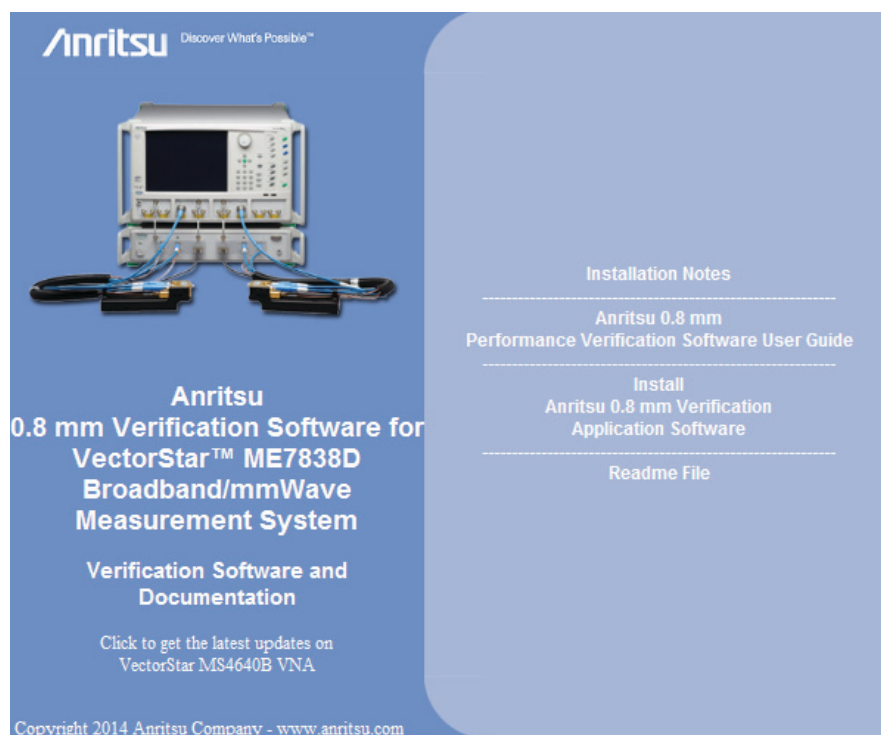 Anritsu Discover What's Possible™
Anritsu
0.8 mm Verification Software for
VectorStar™ ME7838D
Broadband/mmWave
Measurement System
Verification Software and
Documentation
Click to get the latest updates on
VectorStar MS4640B VNA
Copyright 2014 Anritsu Company - www.anritsu.com
Installation Notes
Anritsu 0.8 mm
Performance Verification Software User Guide
Install
Anritsu 0.8 mm Verification
Application Software
Readme File